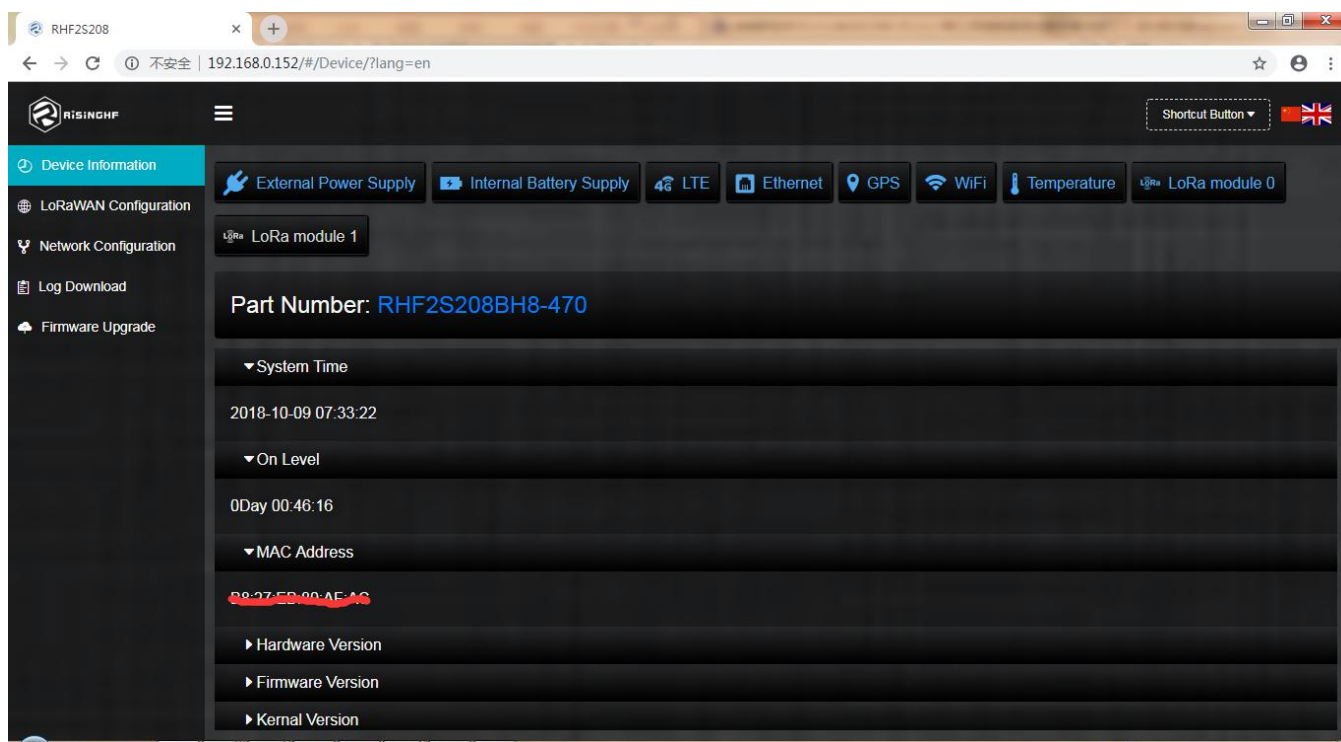 RHF2S208
不安全 | 192.168.0.152/#/Device/?lang=en
RISINGHF
Shortcut Button
Device Information
LoRaWAN Configuration
Network Configuration
Log Download
Firmware Upgrade
External Power Supply
Internal Battery Supply
4G LTE
Ethernet
GPS
WiFi
Temperature
LoRa LoRa module 0
LoRa LoRa module 1
Part Number: RHF2S208BH8-470
System Time
2018-10-09 07:33:22
On Level
0Day 00:46:16
MAC Address
Hardware Version
Firmware Version
Kernal Version